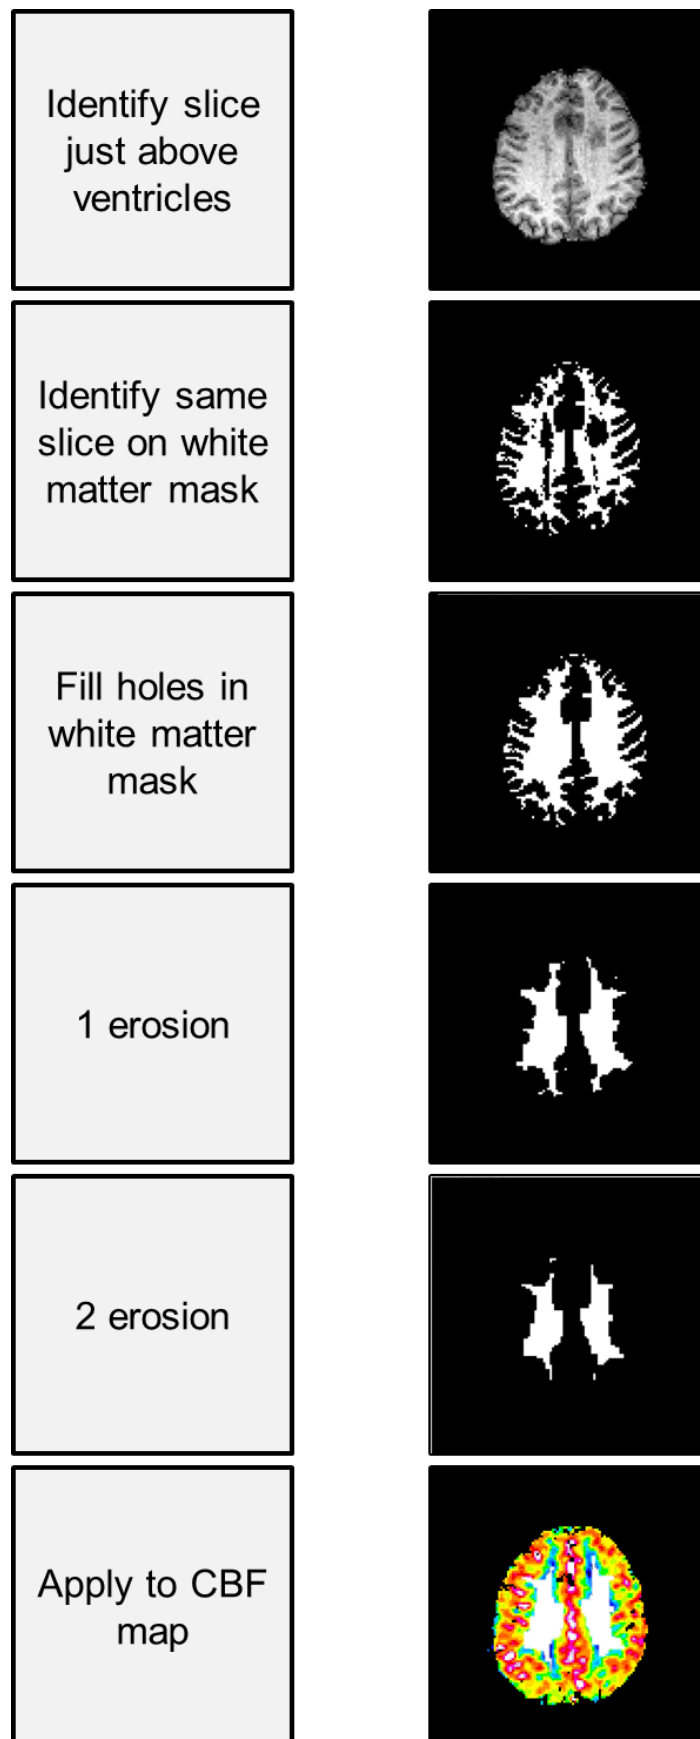 Identify slice
just above
ventricles
Identify same
slice on white
matter mask
Fill holes in
white matter
mask
1 erosion
2 erosion
Apply to CBF
map